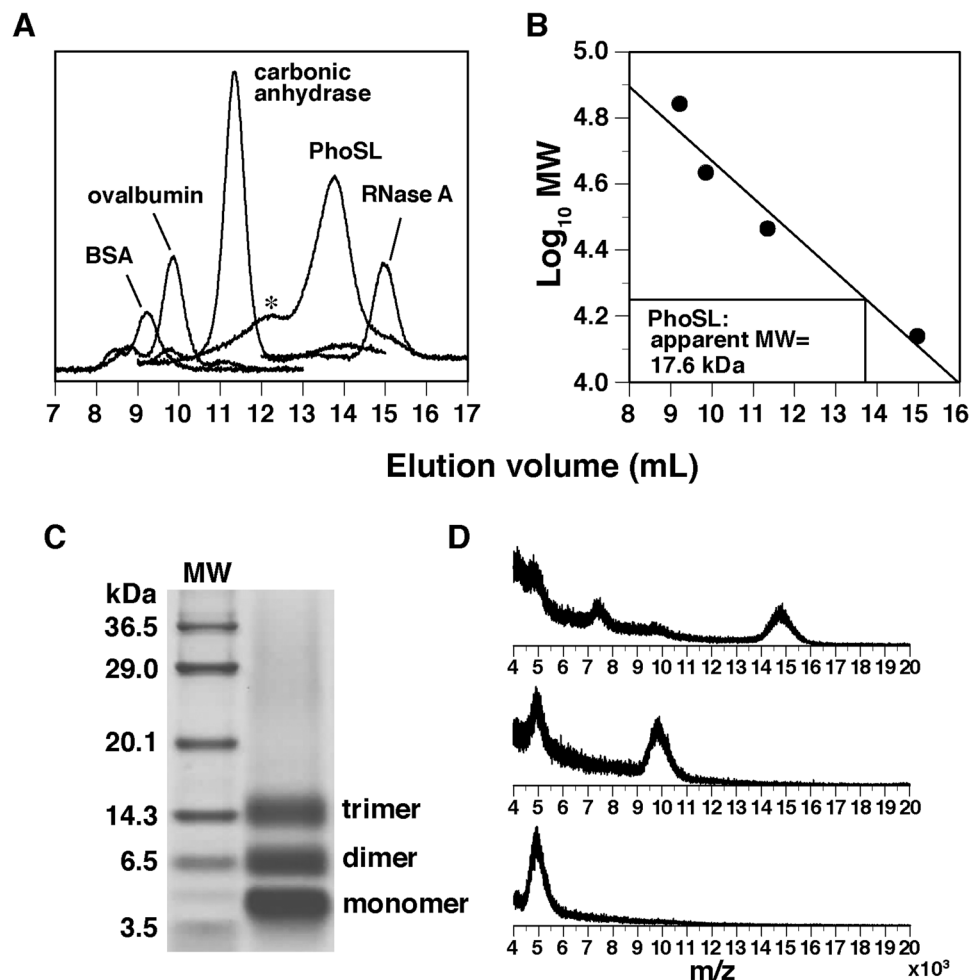 A
carbonic
anhydrase
PhoSL
ovalbumin
RNase A
BSA
*
7 8 9 10 11 12 13 14 15 16 17
B
5.0
4.8
4.6
4.4
4.2
4.0
Log10 MW
PhoSL:
apparent MW=
17.6 kDa
8 9 10 11 12 13 14 15 16
Elution volume (mL)
C
MW
kDa
36.5
29.0
20.1
14.3
6.5
3.5
trimer
dimer
monomer
D
4 5 6 7 8 9 10 11 12 13 14 15 16 17 18 19 20
4 5 6 7 8 9 10 11 12 13 14 15 16 17 18 19 20
4 5 6 7 8 9 10 11 12 13 14 15 16 17 18 19 20
m/z
x10³